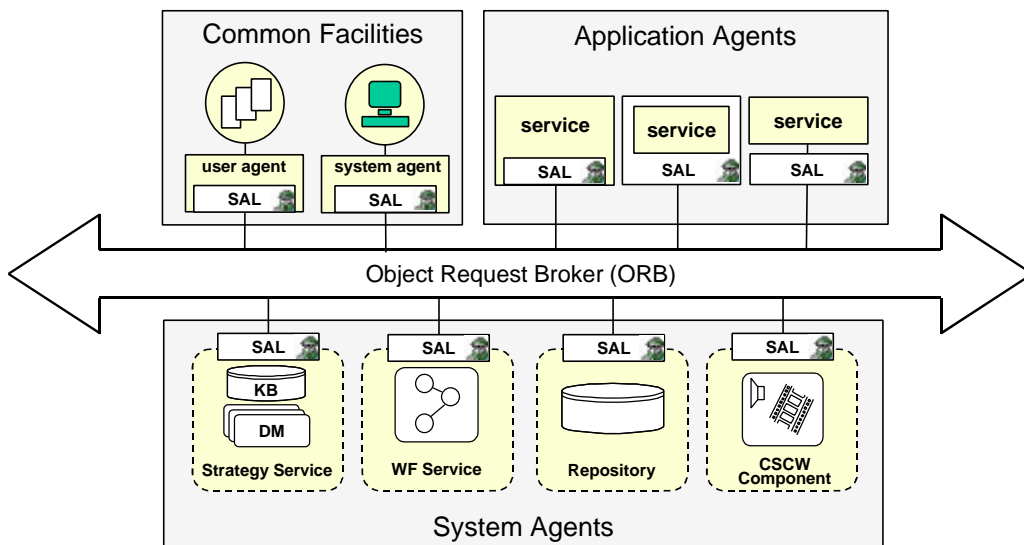 Common Facilities
Application Agents
service
service
service
user agent
system agent
SAL
SAL
SAL
SAL
SAL
Object Request Broker (ORB)
SAL
SAL
SAL
SAL
KB
DM
Strategy Service
WF Service
Repository
CSCW
Component
System Agents